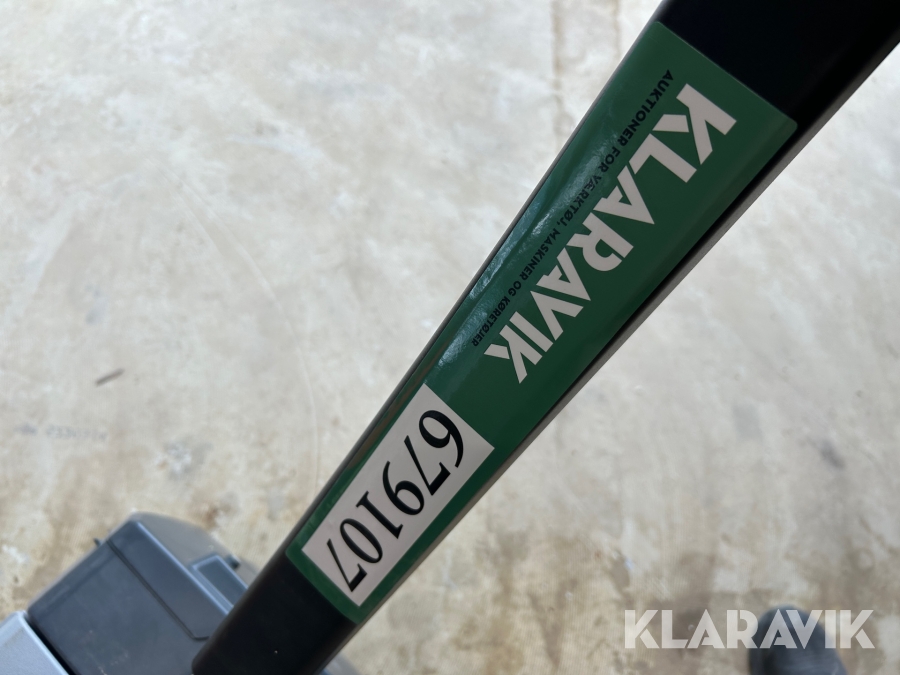 KLARAVIK
AUKTIONER FOR VÆRKTØJ, MASKINER OG KØRETØJER
679107
KLARAVIK